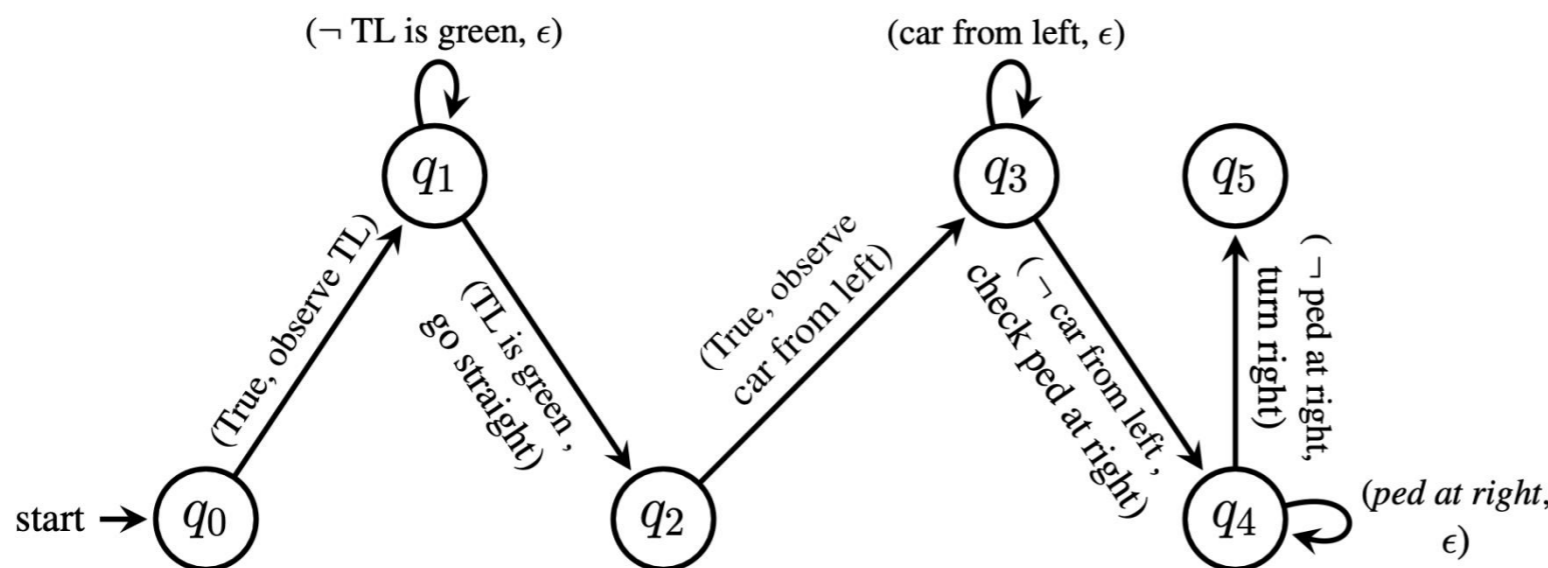 (¬ TL is green, ϵ)
(car from left, ϵ)
q1
q3
q5
(True, observe TL)
(TL is green ,
go straight)
(True, observe
car from left)
(¬ car from left ,
check ped at right)
(¬ ped at right,
turn right)
start
q0
q2
q4
(ped at right,
ϵ)